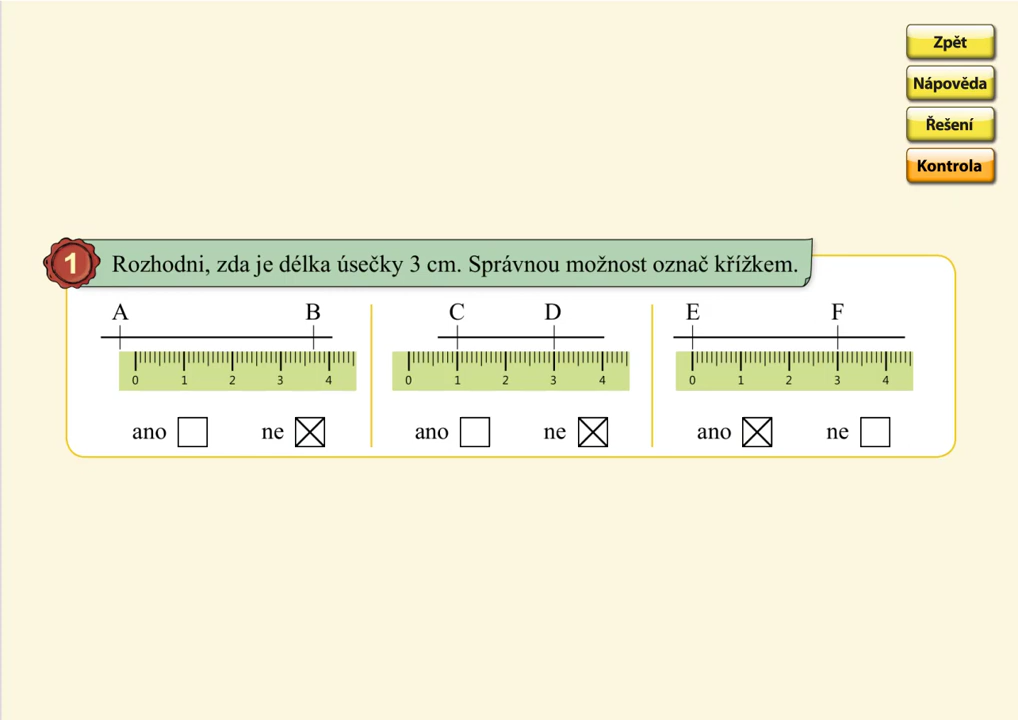 Zpět
Nápověda
Řešení
Kontrola
1 Rozhodni, zda je délka úsečky 3 cm. Správnou možnost označ křížkem.
A B C D E F
0 1 2 3 4 0 1 2 3 4 0 1 2 3 4
ano ne ano ne ano ne